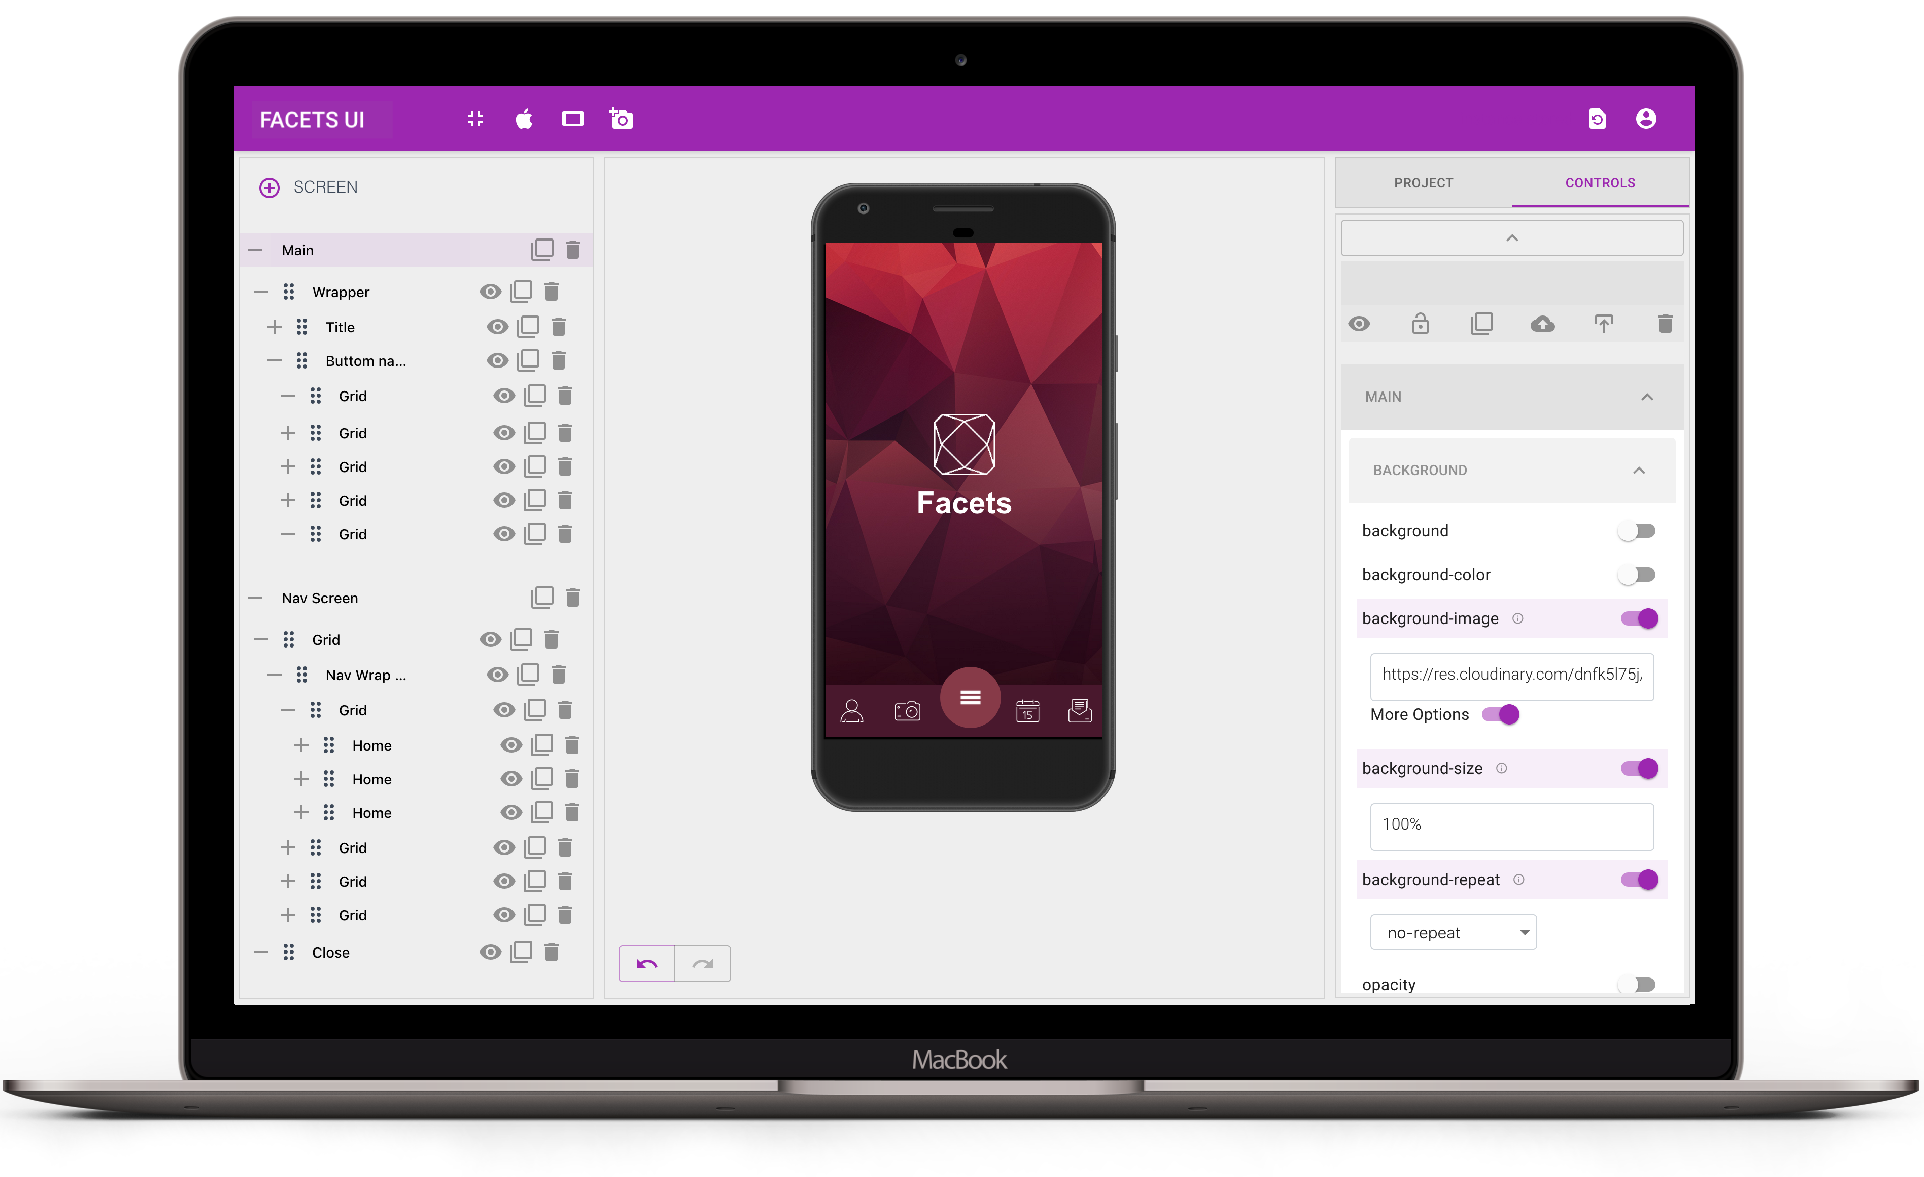 FACETS UI
SCREEN
Main
Wrapper
Title
Buttom na...
Grid
Grid
Grid
Grid
Grid
Nav Screen
Grid
Nav Wrap ...
Grid
Home
Home
Home
Grid
Grid
Grid
Close
Facets
15
PROJECT
CONTROLS
MAIN
BACKGROUND
background
background-color
background-image
https://res.cloudinary.com/dnfk5l75j,
More Options
background-size
100%
background-repeat
no-repeat
opacity
MacBook